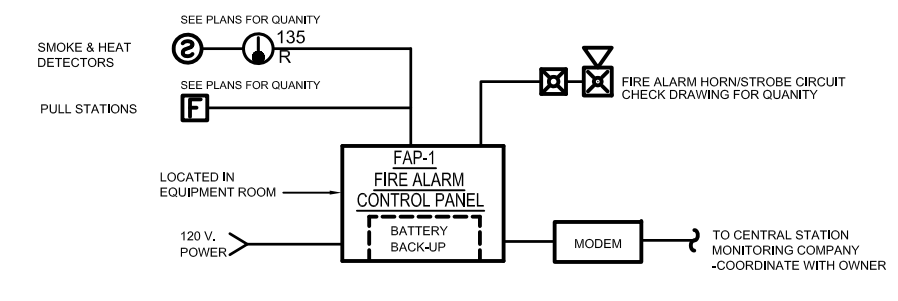 SEE PLANS FOR QUANITY
SMOKE & HEAT
DETECTORS
S
135
R
SEE PLANS FOR QUANITY
PULL STATIONS
F
FIRE ALARM HORN/STROBE CIRCUIT
CHECK DRAWING FOR QUANITY
FAP-1
FIRE ALARM
CONTROL PANEL
LOCATED IN
EQUIPMENT ROOM
BATTERY
BACK-UP
120 V.
POWER
MODEM
TO CENTRAL STATION
MONITORING COMPANY
-COORDINATE WITH OWNER